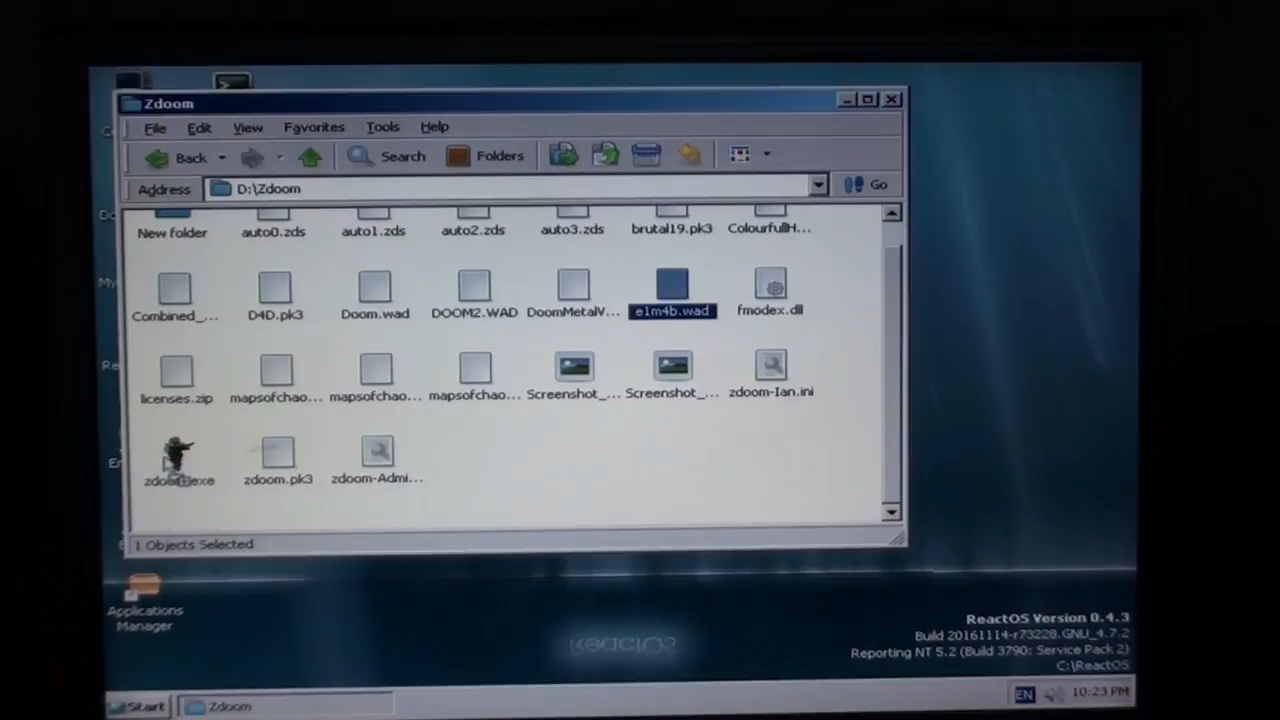 Zdoom
File Edit View Favorites Tools Help
Back Search Folders
Address D:\Zdoom Go
New folder auto0.zds auto1.zds auto2.zds auto3.zds brutal19.pk3 ColourfullH...
Combined_... D4D.pk3 Doom.wad DOOM2.WAD DoomMetalV... e1m4b.wad fmodex.dll
licenses.zip mapsofchao... mapsofchao... mapsofchao... Screenshot_... Screenshot_... zdoom-Ian.ini
zdoom.exe zdoom.pk3 zdoom-Admi...
1 Objects Selected
Applications
Manager
ReactOS
ReactOS Version 0.4.3
Build 20161114-r73228.GNU_4.7.2
Reporting NT 5.2 (Build 3790: Service Pack 2)
C:\ReactOS
Start Zdoom EN 10:23 PM